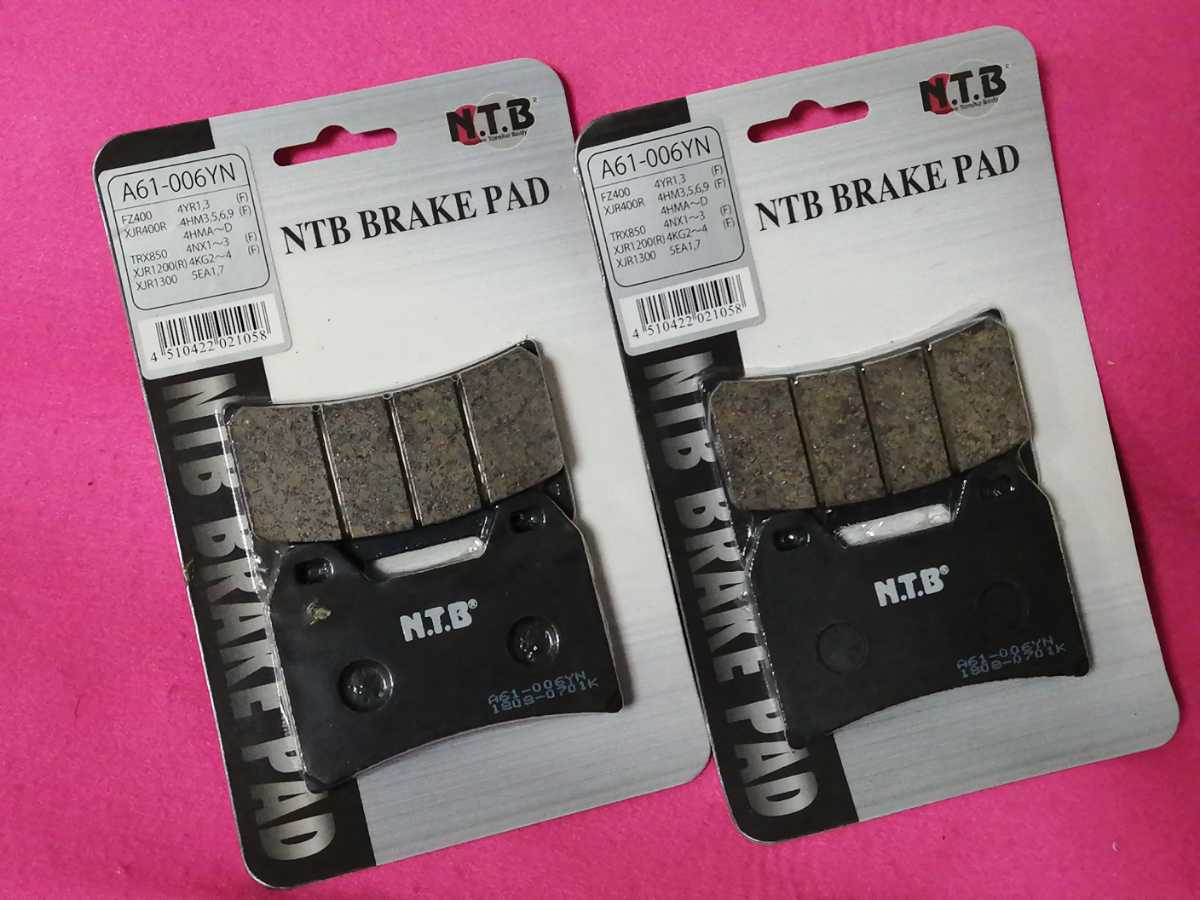 A61-006YN
FZ400 4YR1,3 (F)
XJR400R 4HM3,5,6,9 (F)
4HMA～D
TRX850 4NX1～3 (F)
XJR1200(R) 4KG2～4 (F)
XJR1300 5EA1,7
4 510422 021058
N.T.B®
NTB BRAKE PAD
NTB BRAKE PAD
N.T.B®
A61-006YN
1808-0701K
A61-006YN
FZ400 4YR1,3 (F)
XJR400R 4HM3,5,6,9 (F)
4HMA～D
TRX850 4NX1～3 (F)
XJR1200(R) 4KG2～4 (F)
XJR1300 5EA1,7
4 510422 021058
N.T.B®
NTB BRAKE PAD
NTB BRAKE PAD
N.T.B®
A61-006YN
1808-0701K